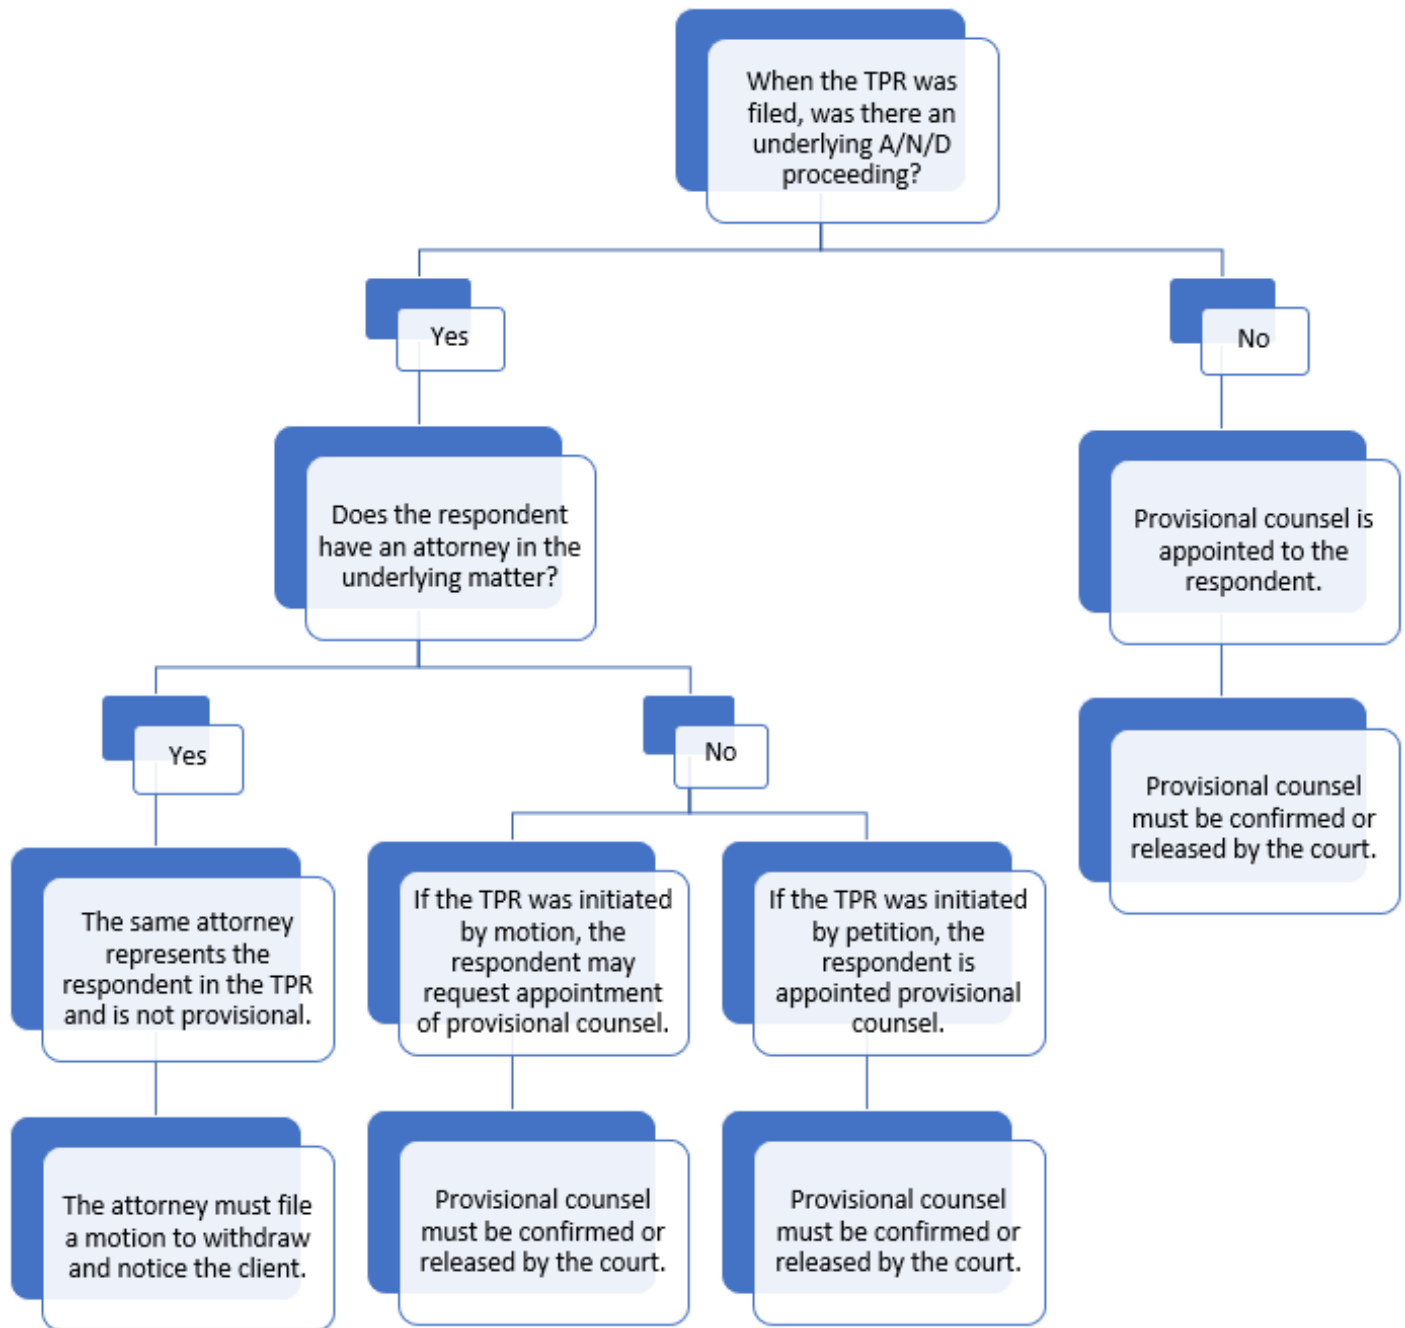 When the TPR was
filed, was there an
underlying A/N/D
proceeding?
Yes
No
Does the respondent
have an attorney in the
underlying matter?
Provisional counsel is
appointed to the
respondent.
Yes
No
Provisional counsel
must be confirmed or
released by the court.
The same attorney
represents the
respondent in the TPR
and is not provisional.
If the TPR was initiated
by motion, the
respondent may
request appointment
of provisional counsel.
If the TPR was initiated
by petition, the
respondent is
appointed provisional
counsel.
The attorney must file
a motion to withdraw
and notice the client.
Provisional counsel
must be confirmed or
released by the court.
Provisional counsel
must be confirmed or
released by the court.